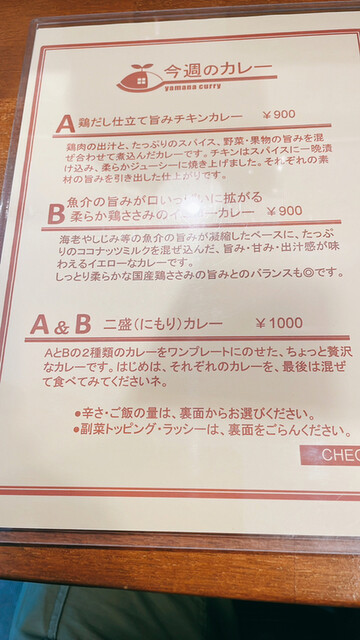 今週のカレー
yamana curry
A 鶏だし仕立て旨みチキンカレー ￥900
鶏肉の出汁と、たっぷりのスパイス、野菜・果物の旨みを混
ぜ合わせて煮込んだカレーです。チキンはスパイスに一晩漬
け込み、柔らかジューシーに焼き上げました。それぞれの素
材の旨みを引き出した仕上がりです。
魚介の旨みが口いっぱいに拡がる
B 柔らか鶏ささみのイエローカレー ￥900
海老やしじみ等の魚介の旨みが凝縮したベースに、たっぷ
りのココナッツミルクを混ぜ込んだ、旨み・甘み・出汁感が味
わえるイエローなカレーです。
しっとり柔らかな国産鶏ささみの旨みとのバランスも◎です。
A & B 二盛（にもり）カレー ￥1000
AとBの2種類のカレーをワンプレートにのせた、ちょっと贅沢
なカレーです。はじめは、それぞれのカレーを、最後は混ぜ
て食べてみてくださいネ。
●辛さ・ご飯の量は、裏面からお選びください。
●副菜トッピング・ラッシーは、裏面をごらんください。
CHEC